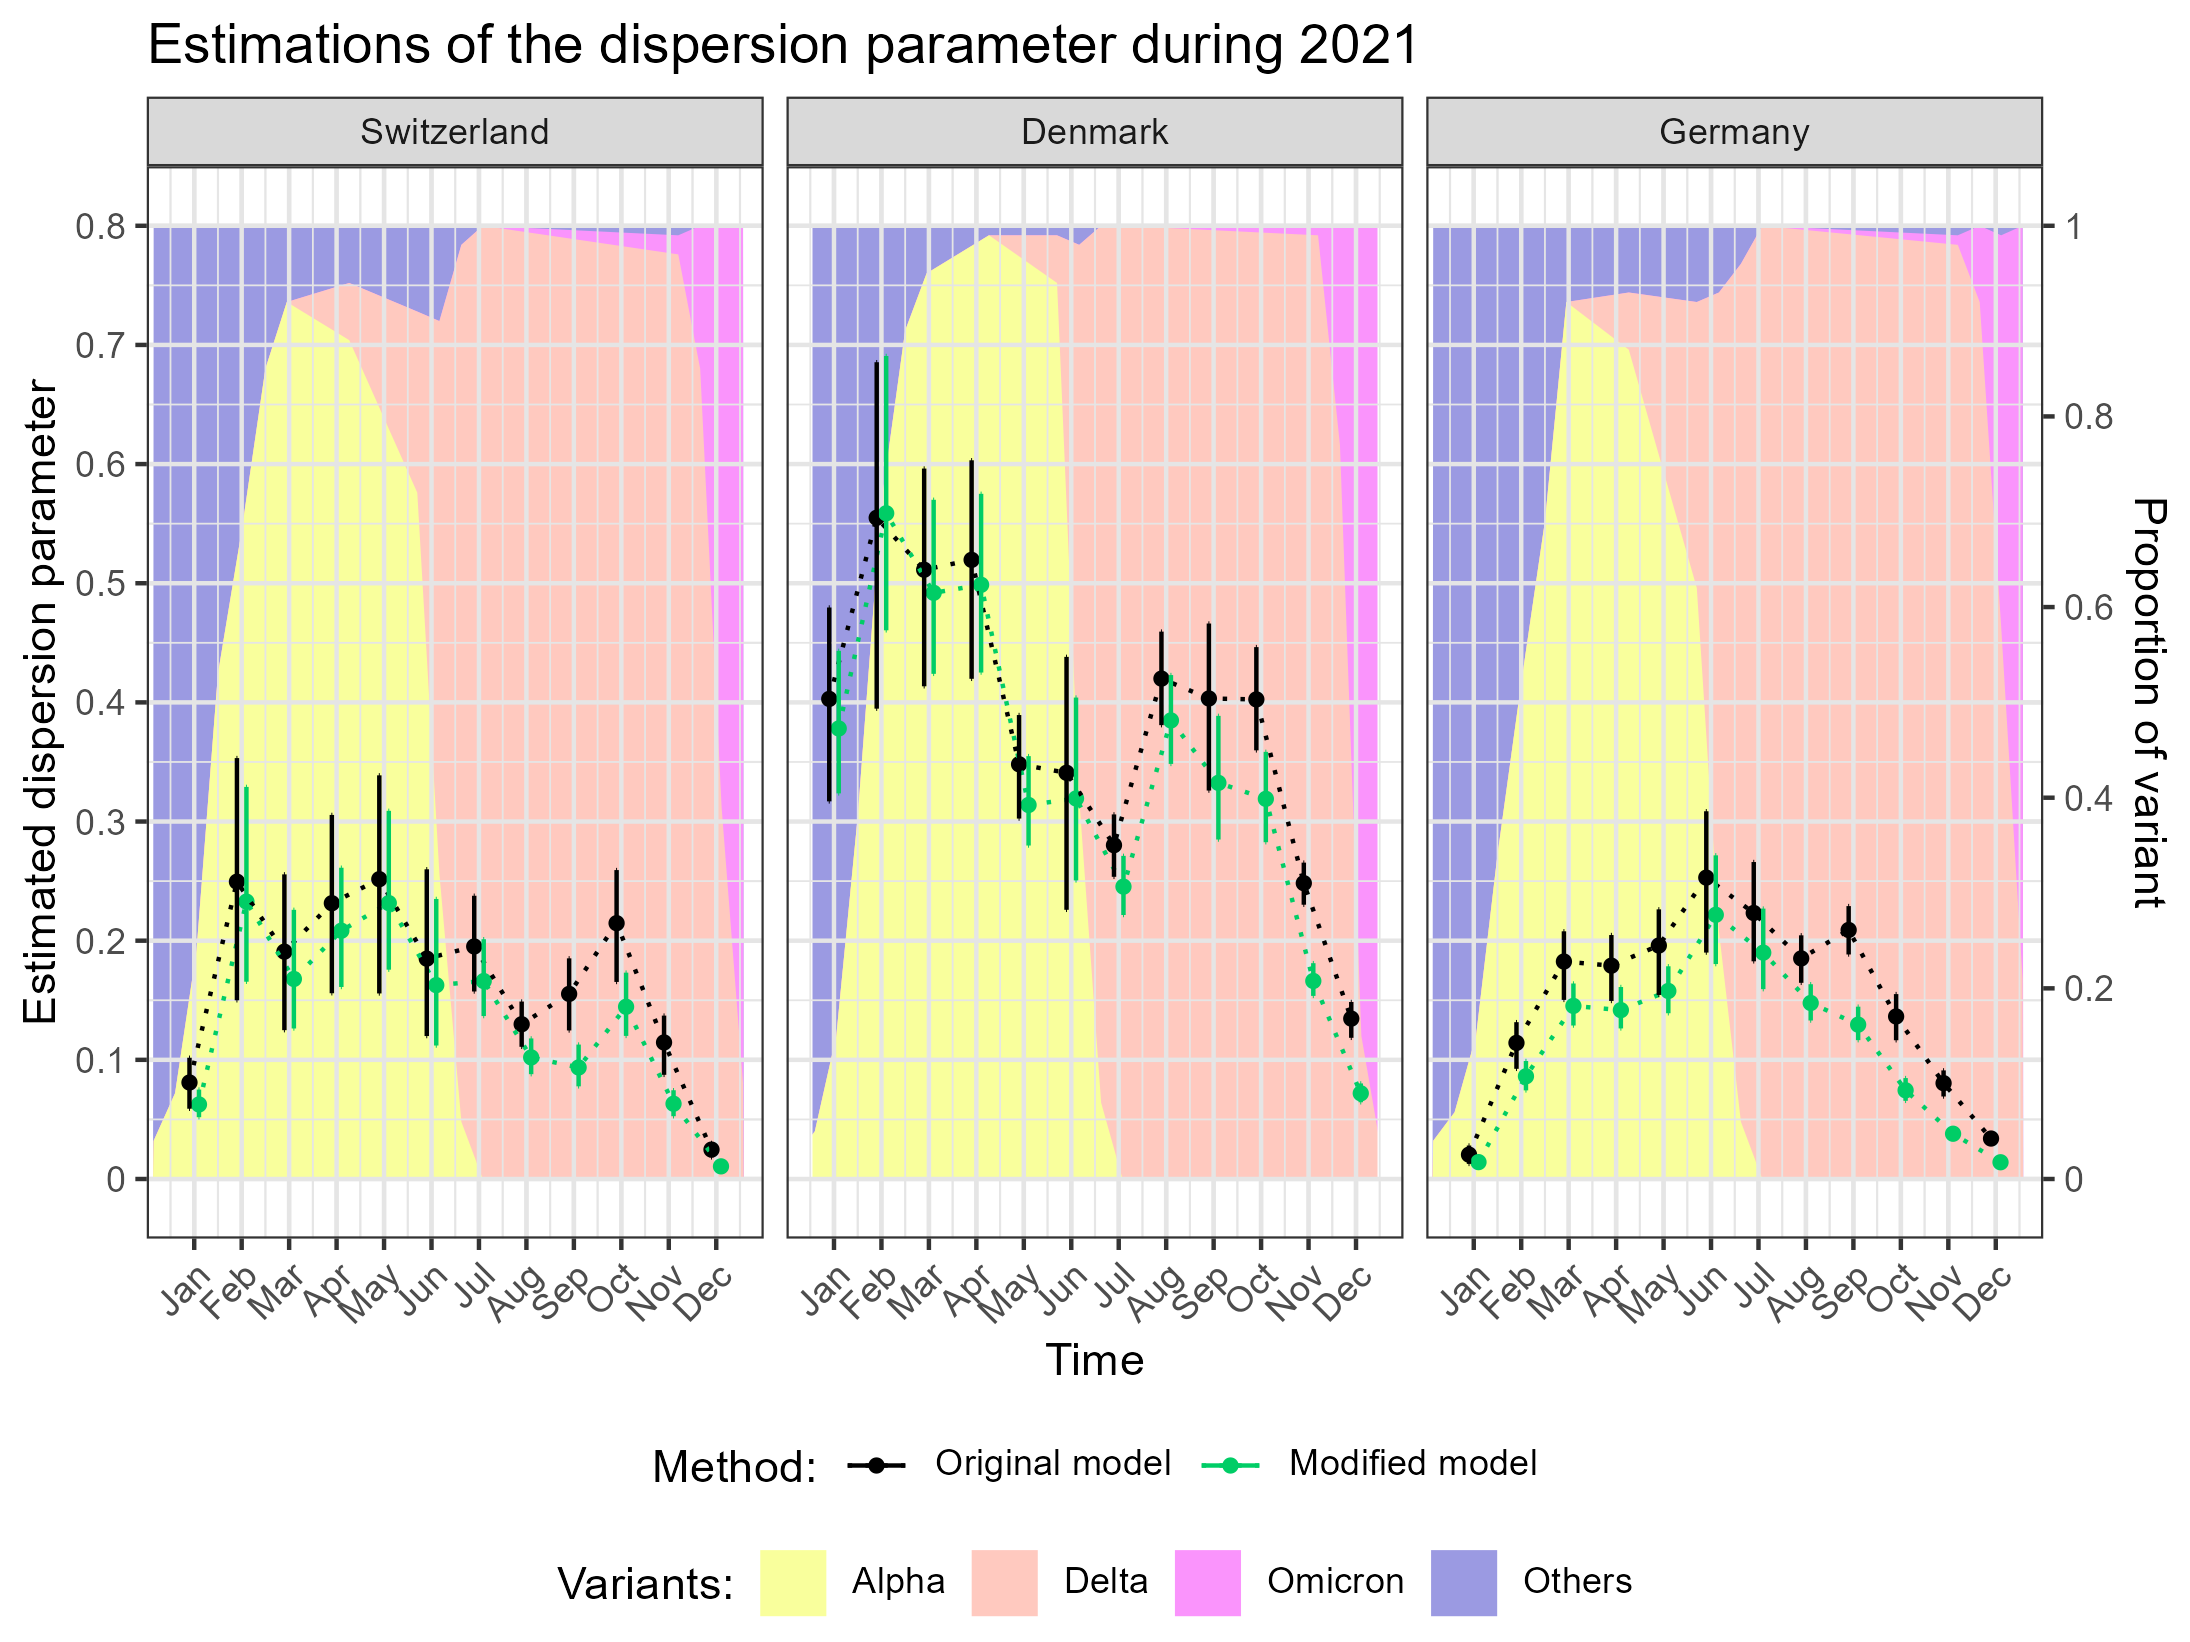 Estimations of the dispersion parameter during 2021
Switzerland
Denmark
Germany
Estimated dispersion parameter
0.8
0.7
0.6
0.5
0.4
0.3
0.2
0.1
0
1
0.8
0.6
0.4
0.2
0
Proportion of variant
Jan Feb Mar Apr May Jun Jul Aug Sep Oct Nov Dec
Jan Feb Mar Apr May Jun Jul Aug Sep Oct Nov Dec
Jan Feb Mar Apr May Jun Jul Aug Sep Oct Nov Dec
Time
Method: Original model Modified model
Variants: Alpha Delta Omicron Others